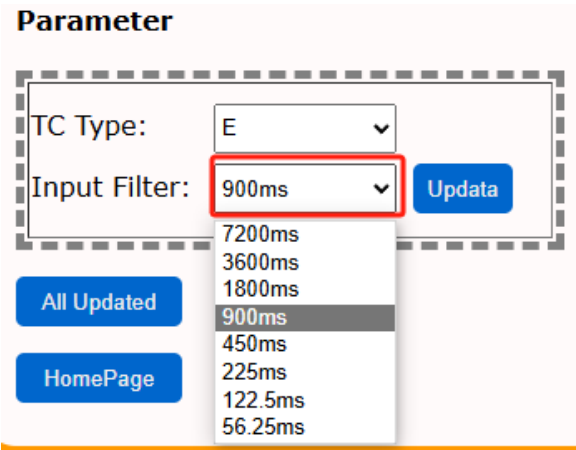 Parameter
TC Type: E
Input Filter: 900ms Updata
7200ms
3600ms
1800ms
900ms
450ms
225ms
122.5ms
56.25ms
All Updated
HomePage